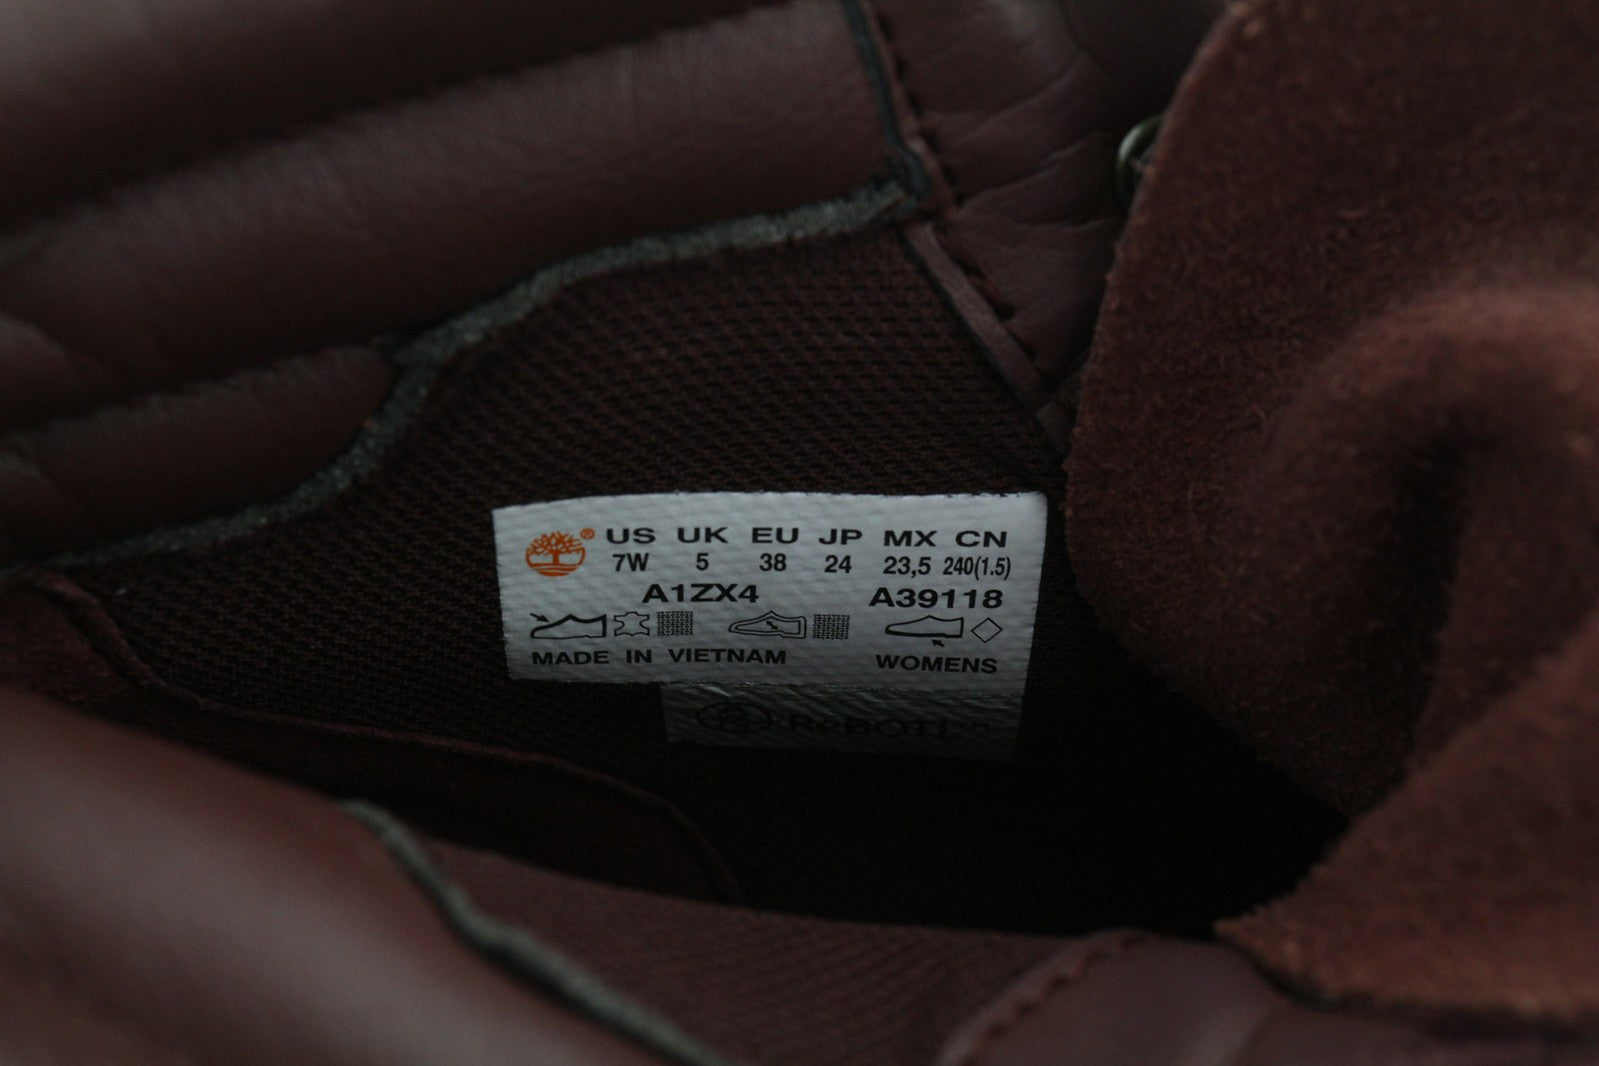 ® US UK EU JP MX CN
7W 5 38 24 23,5 240(1.5)
A1ZX4 A39118
MADE IN VIETNAM WOMENS
ReBOTL™